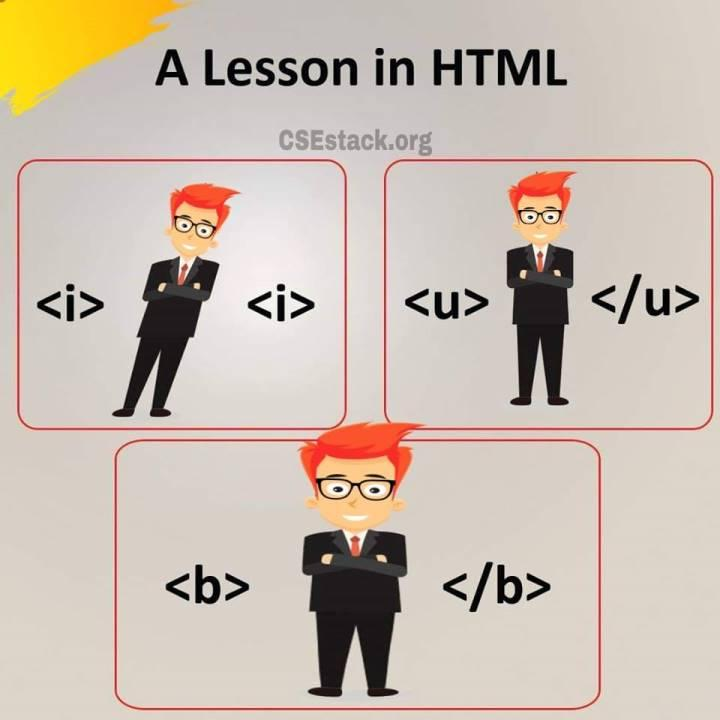 A Lesson in HTML
CSEstack.org
<i> <i>
<u> </u>
<b> </b>